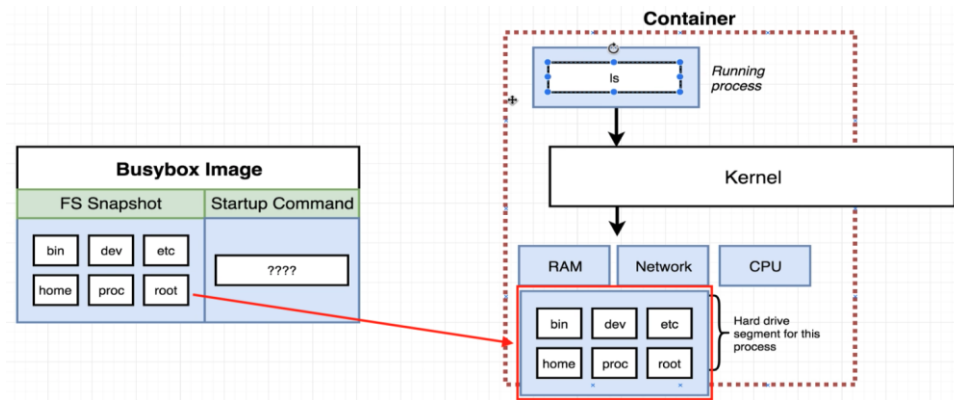 Container
ls
Running
process
Busybox Image
Kernel
FS Snapshot
Startup Command
bin
dev
etc
????
home
proc
root
RAM
Network
CPU
bin
dev
etc
home
proc
root
Hard drive
segment for this
process